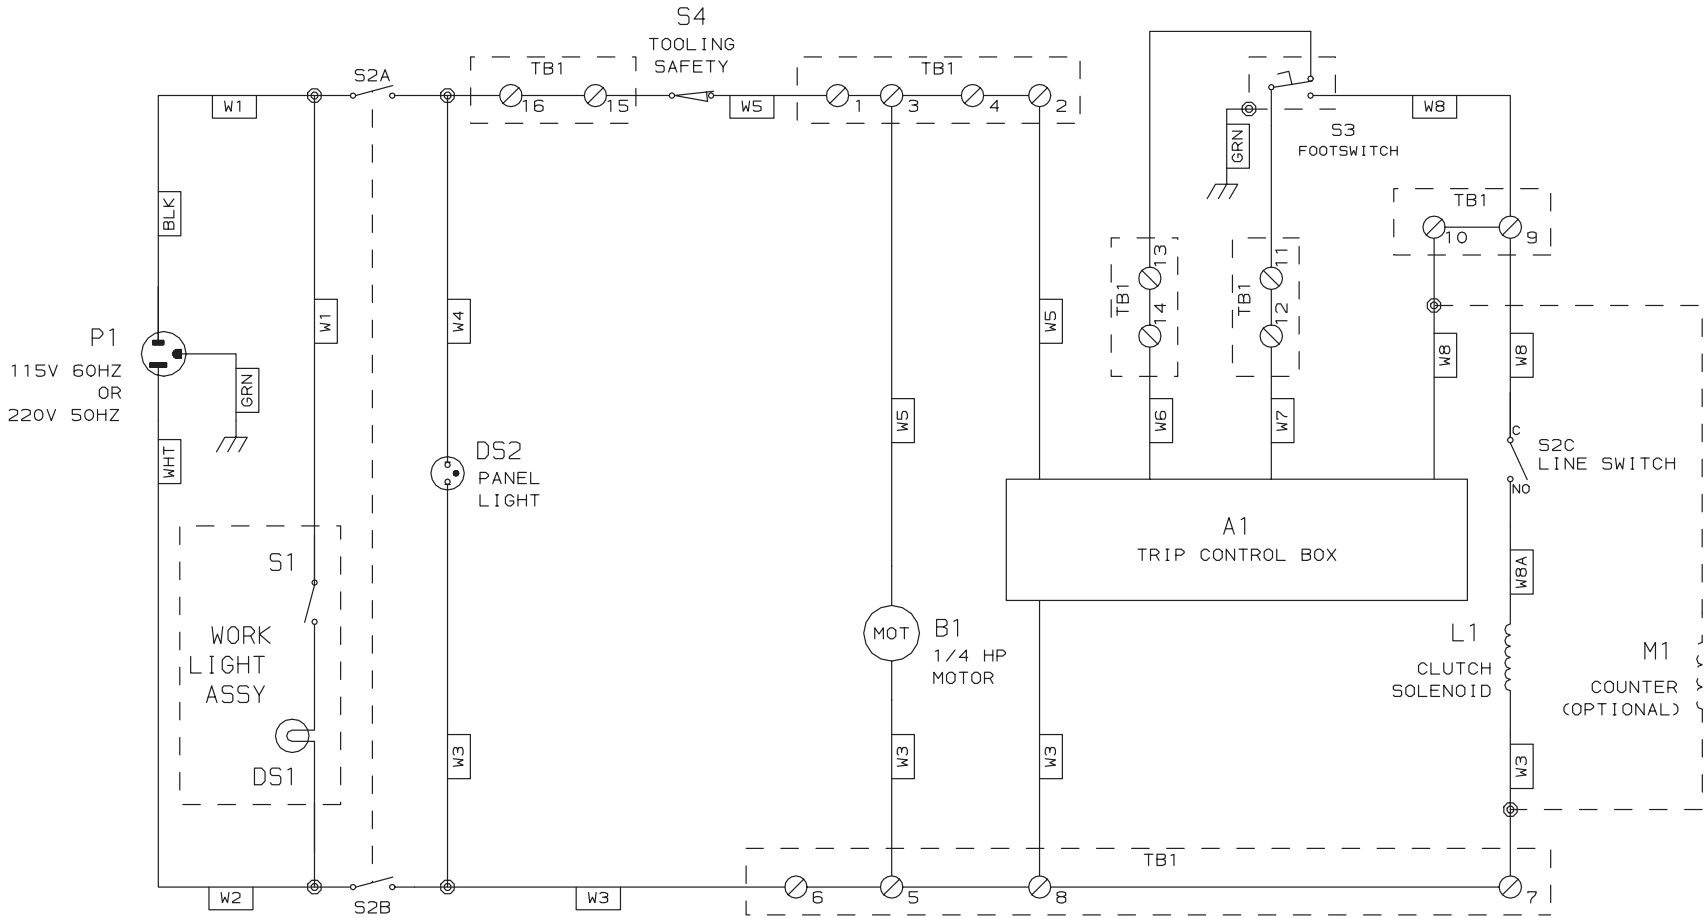 S4
TOOLING
SAFETY
S2A
TB1
TB1
W1
16
15
W5
1
3
4
2
W8
S3
FOOTSWITCH
GRN
BLK
TB1
10
9
13
14
TB1
11
12
TB1
P1
115V 60HZ
OR
220V 50HZ
W1
W4
W5
W8
W8
GRN
WHT
W5
W6
W7
DS2
PANEL
LIGHT
C
S2C
LINE SWITCH
NO
A1
TRIP CONTROL BOX
S1
WORK
LIGHT
ASSY
DS1
W8A
MOT
B1
1/4 HP
MOTOR
L1
CLUTCH
SOLENOID
M1
COUNTER
(OPTIONAL)
W3
W3
W3
W3
TB1
W2
S2B
W3
6
5
8
7